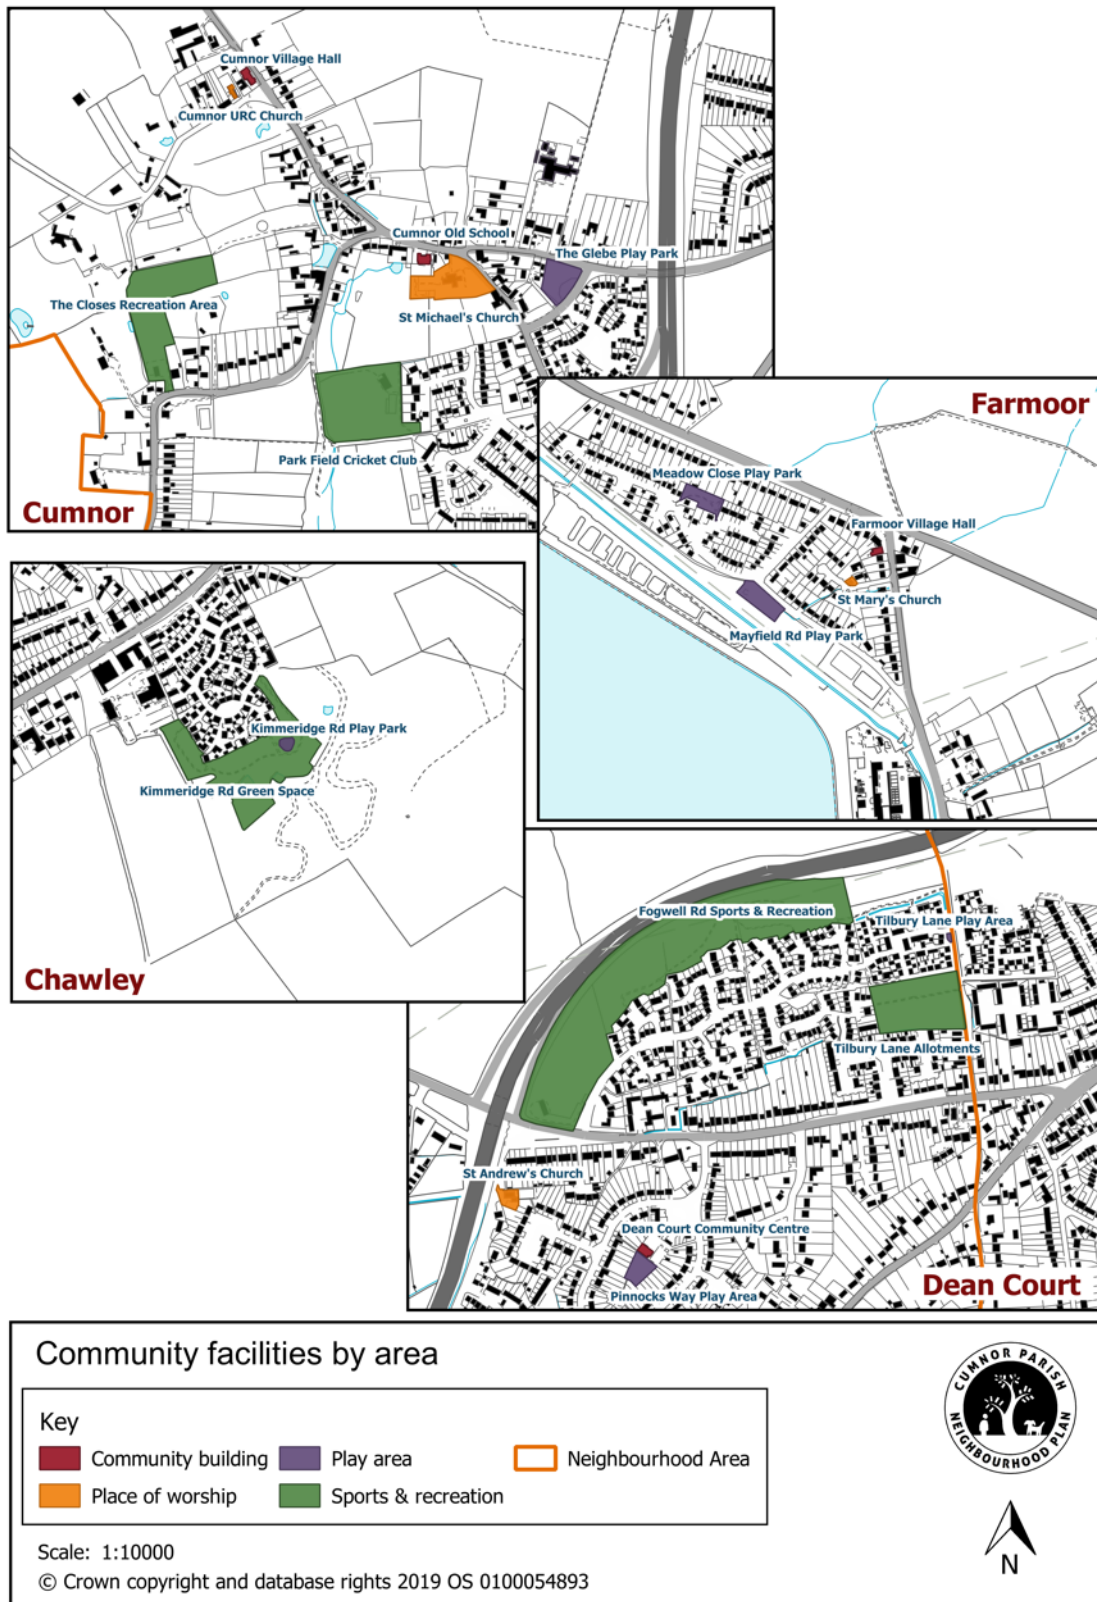 Cumnor Village Hall
Cumnor URC Church
Cumnor Old School
The Glebe Play Park
The Closes Recreation Area
St Michael's Church
Park Field Cricket Club
Cumnor
Farmoor
Meadow Close Play Park
Farmoor Village Hall
St Mary's Church
Mayfield Rd Play Park
Kimmeridge Rd Play Park
Kimmeridge Rd Green Space
Chawley
Fogwell Rd Sports & Recreation
Tilbury Lane Play Area
Tilbury Lane Allotments
St Andrew's Church
Dean Court Community Centre
Pinnocks Way Play Area
Dean Court
Community facilities by area
Key
Community building
Play area
Neighbourhood Area
Place of worship
Sports & recreation
Scale: 1:10000
© Crown copyright and database rights 2019 OS 0100054893
CUMNOR PARISH
NEIGHBOURHOOD PLAN
N